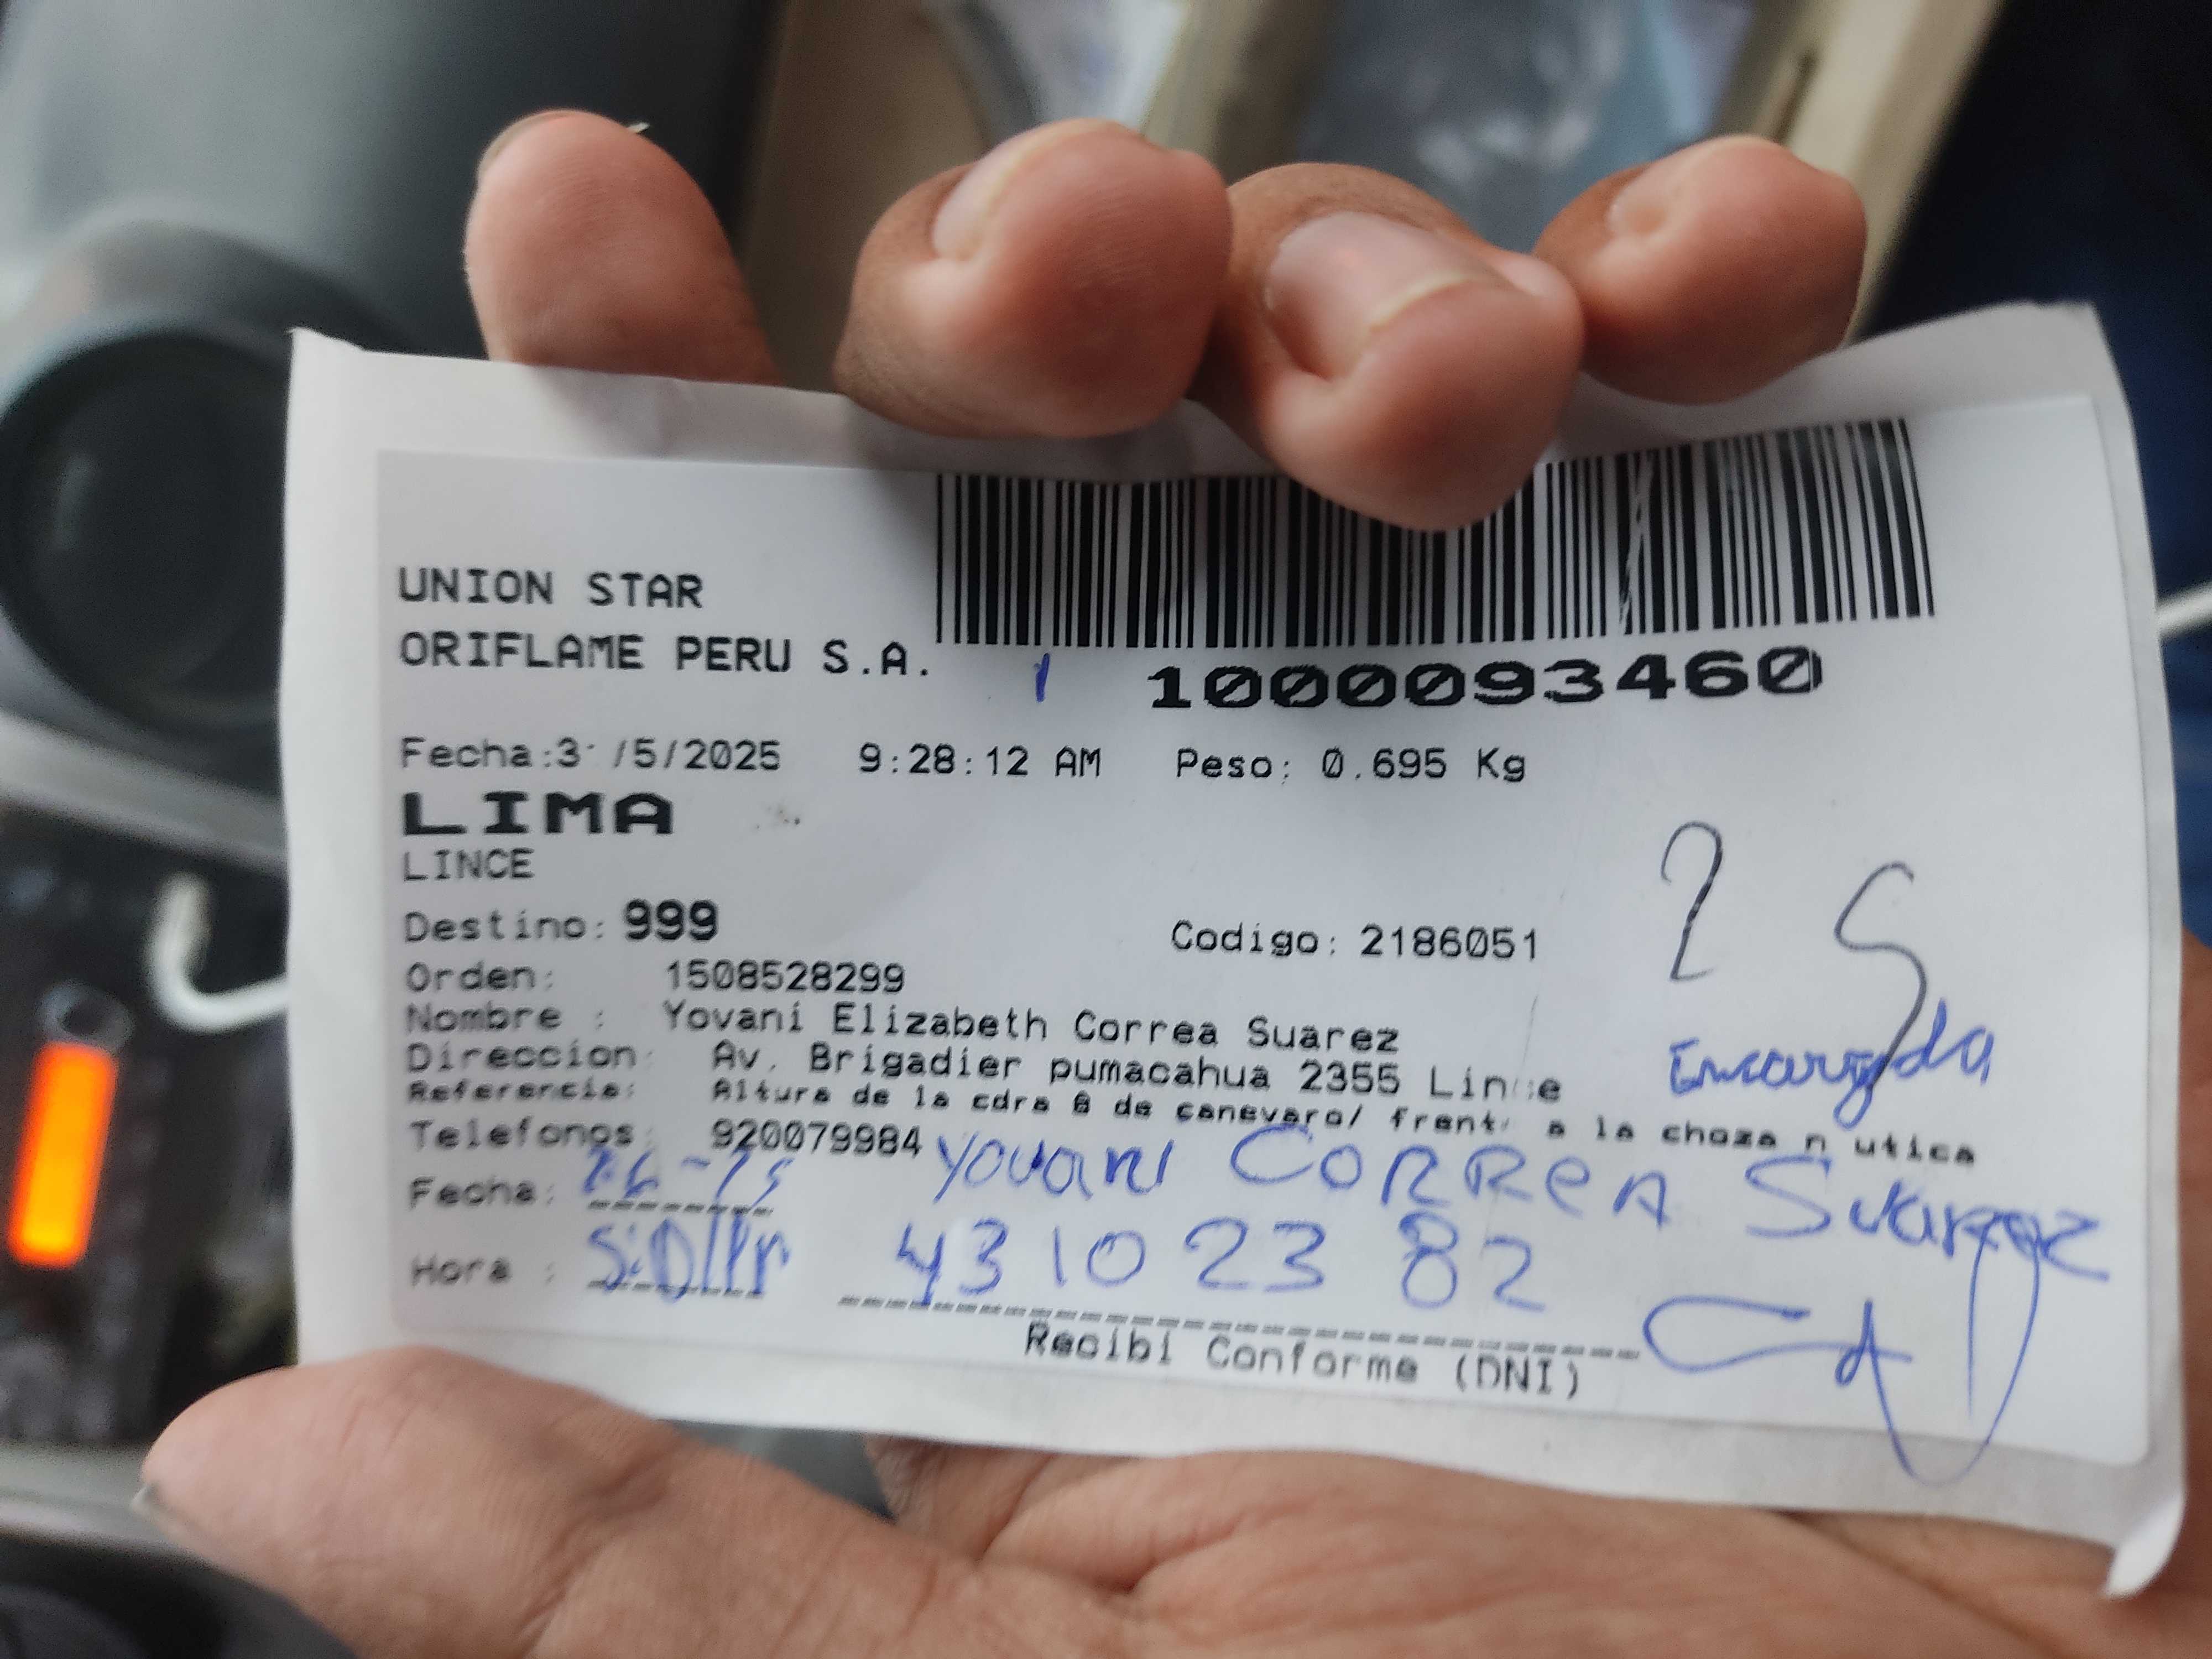 UNION STAR
ORIFLAME PERU S.A.
1000093460
Fecha:3 /5/2025 9:28:12 AM Peso: 0.695 Kg
LIMA
LINCE
Destino: 999 Codigo: 2186051
2 S
Orden: 1508528299
Nombre : Yovani Elizabeth Correa Suarez
Encargada
Direccion: Av. Brigadier pumacahua 2355 Lin e
Referencia: Altura de la cdra 8 de canevaro/ frent a la choza n utica
Telefonos: 920079984
Yovani CORREA Suarez
Fecha:
Hora : 43102382
Recibi Conforme (DNI)